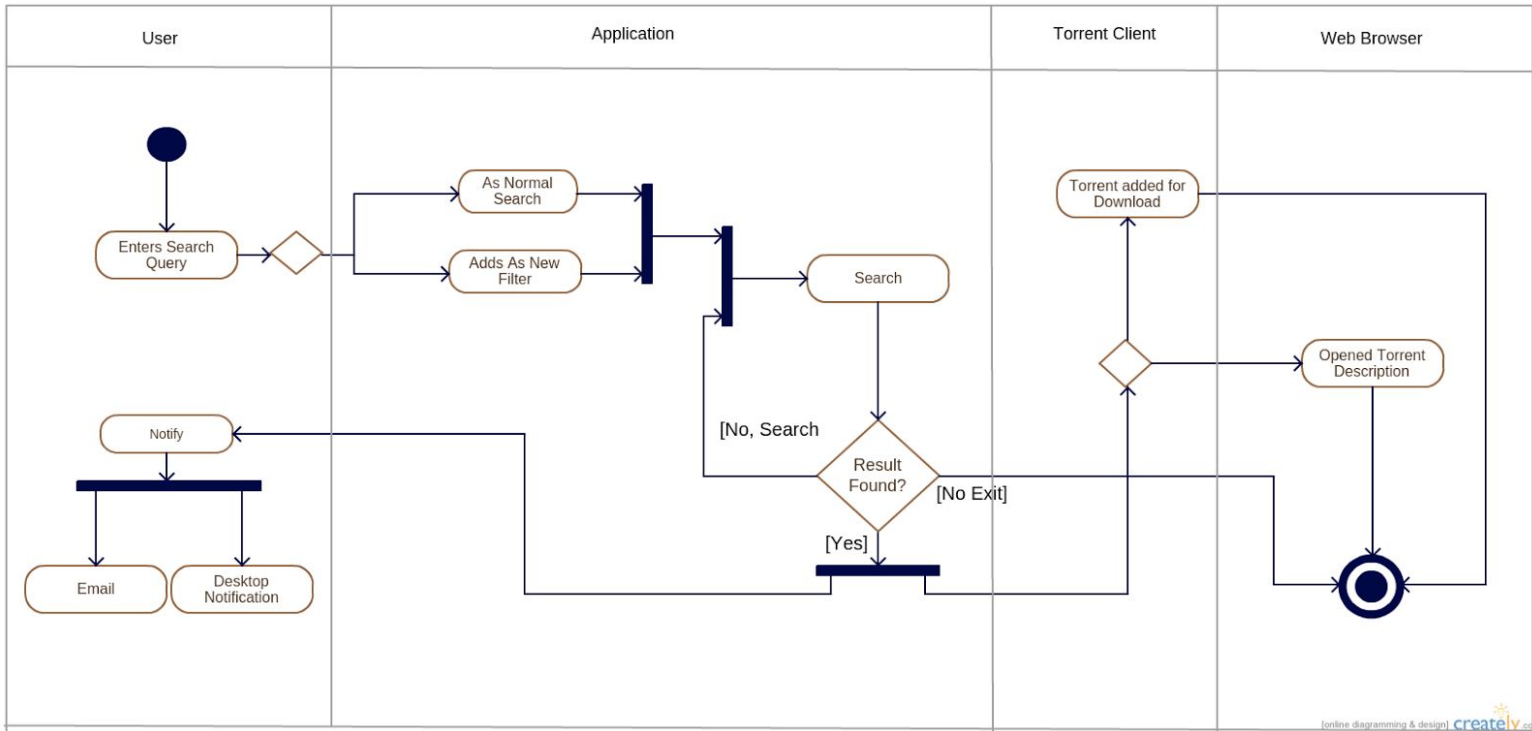 User
Application
Torrent Client
Web Browser
As Normal
Search
Torrent added for
Download
Enters Search
Query
Adds As New
Filter
Search
Opened Torrent
Description
Notify
[No, Search
Result
Found?
[No Exit]
[Yes]
Email
Desktop
Notification
[online diagramming & design] creately.co